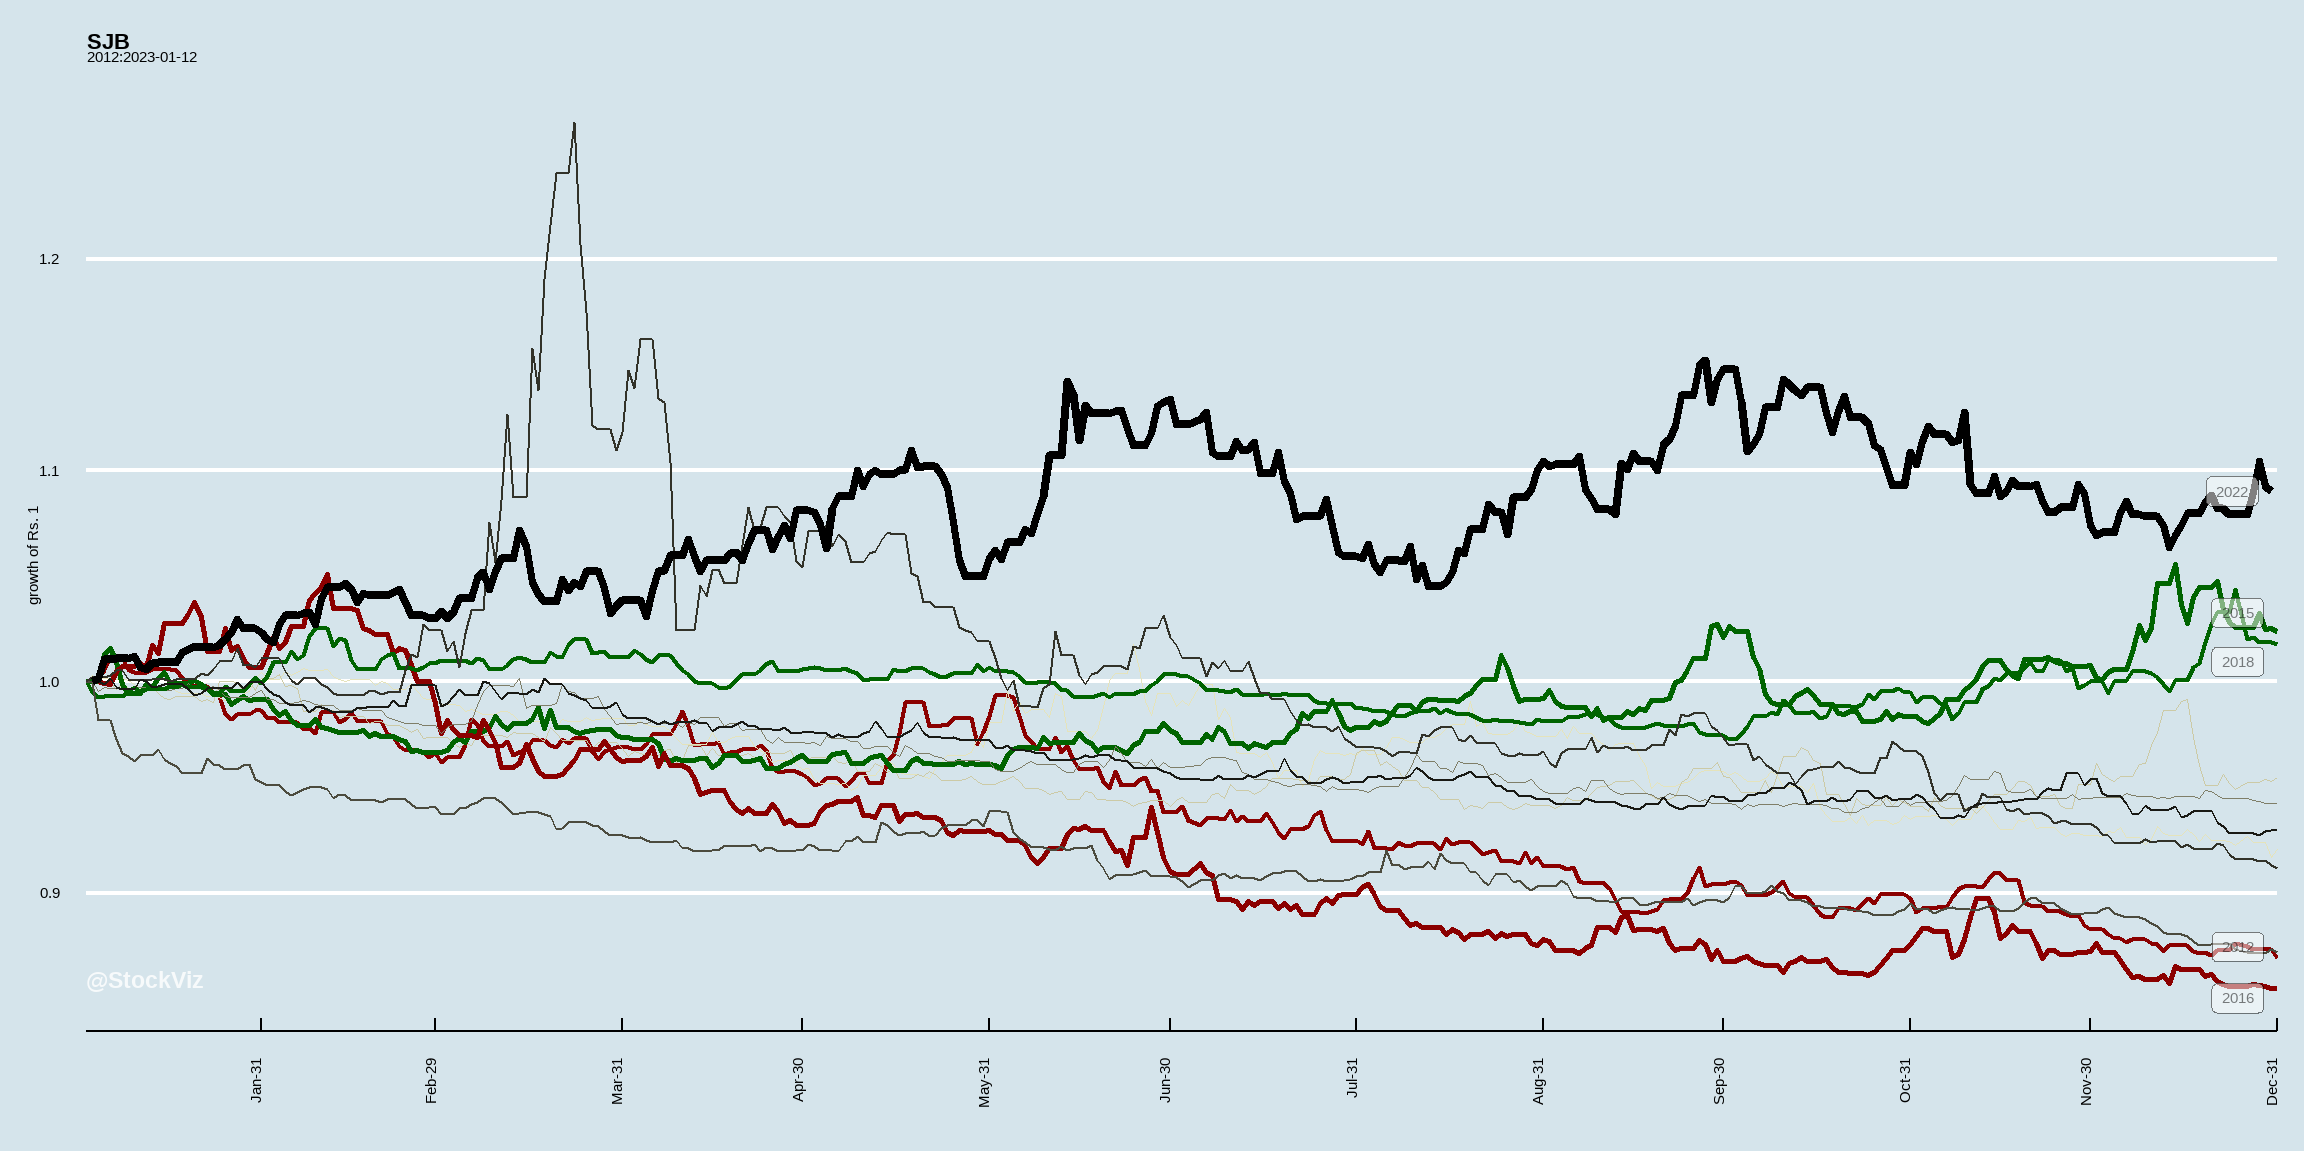 SJB
2012:2023-01-12
1.2
1.1
1.0
0.9
growth of Rs. 1
2022
2015
2018
2012
2016
@StockViz
Jan-31
Feb-29
Mar-31
Apr-30
May-31
Jun-30
Jul-31
Aug-31
Sep-30
Oct-31
Nov-30
Dec-31